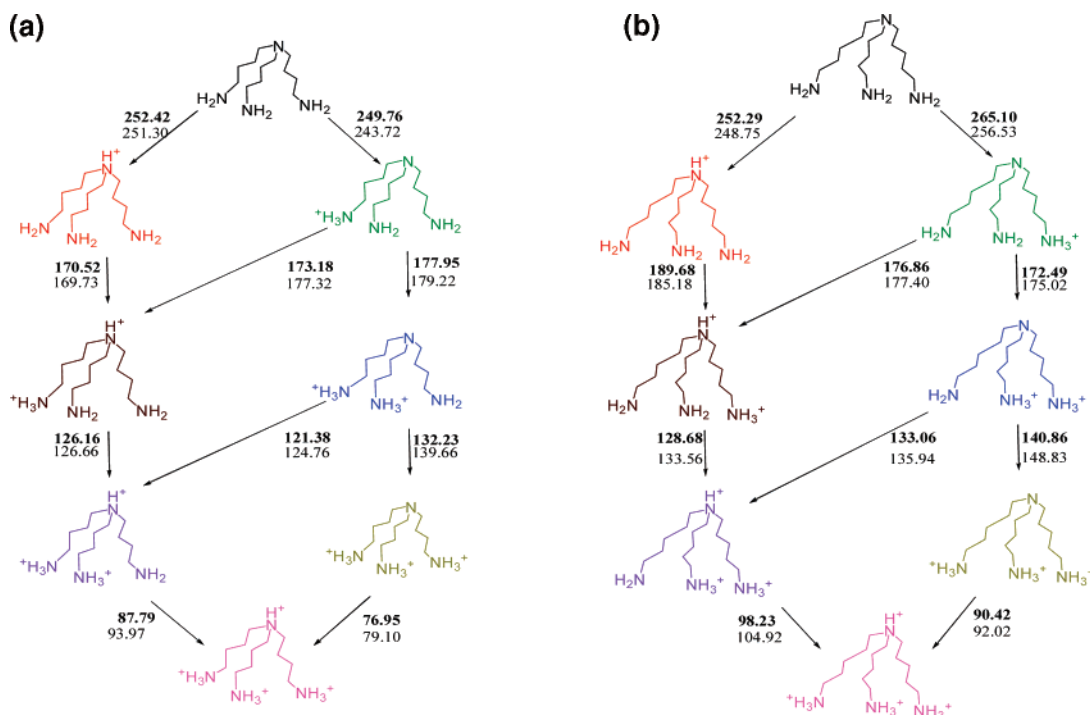 (a)
N
H₂N
NH2
NH2
252.42
251.30
249.76
243.72
H⁺
N
H₂N
NH2
NH2
N
⁺H₃N
NH2
NH2
170.52
169.73
173.18
177.32
177.95
179.22
H⁺
N
⁺H₃N
NH2
NH2
N
⁺H₃N
NH₃⁺
NH2
126.16
126.66
121.38
124.76
132.23
139.66
H⁺
N
⁺H₃N
NH₃⁺
NH2
N
⁺H₃N
NH₃⁺
NH₃⁺
87.79
93.97
76.95
79.10
H⁺
N
⁺H₃N
NH₃⁺
NH₃⁺
(b)
N
H₂N
NH2
NH2
252.29
248.75
265.10
256.53
H⁺
N
H₂N
NH2
NH2
N
H₂N
NH2
NH₃⁺
189.68
185.18
176.86
177.40
172.49
175.02
H⁺
N
H₂N
NH2
NH₃⁺
N
H₂N
NH₃⁺
NH₃⁺
128.68
133.56
133.06
135.94
140.86
148.83
H⁺
N
H₂N
NH₃⁺
NH₃⁺
N
⁺H₃N
NH₃⁺
NH₃
98.23
104.92
90.42
92.02
H⁺
N
⁺H₃N
NH₃⁺
NH₃⁺